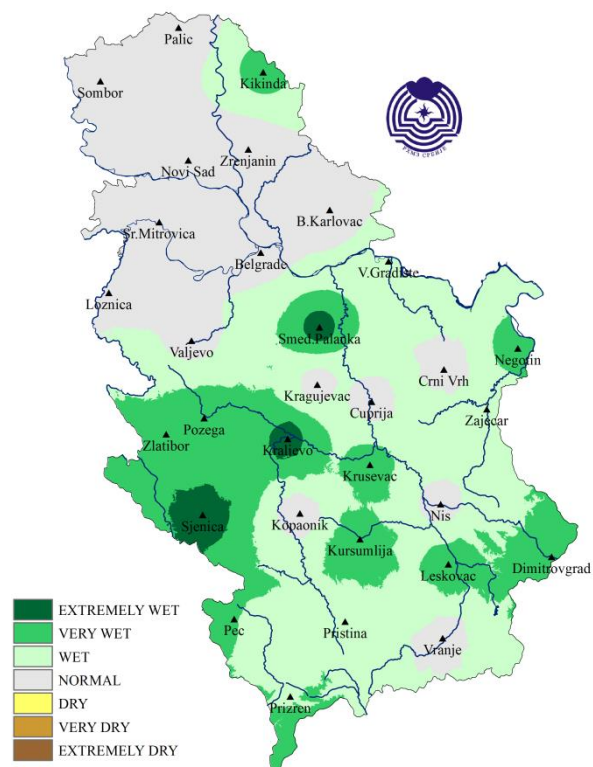 Palic
Sombor
Kikinda
Zrenjanin
Novi Sad
B.Karlovac
Sr.Mitrovica
Belgrade
V.Gradiste
Loznica
Smed.Palanka
Valjevo
Negotin
Crni Vrh
Kragujevac
Cuprija
Zajecar
Pozega
Zlatibor
Kraljevo
Krusevac
Sjenica
Kopaonik
Nis
Kursumlija
Leskovac
Dimitrovgrad
Pec
Pristina
Vranje
Prizren
EXTREMELY WET
VERY WET
WET
NORMAL
DRY
VERY DRY
EXTREMELY DRY